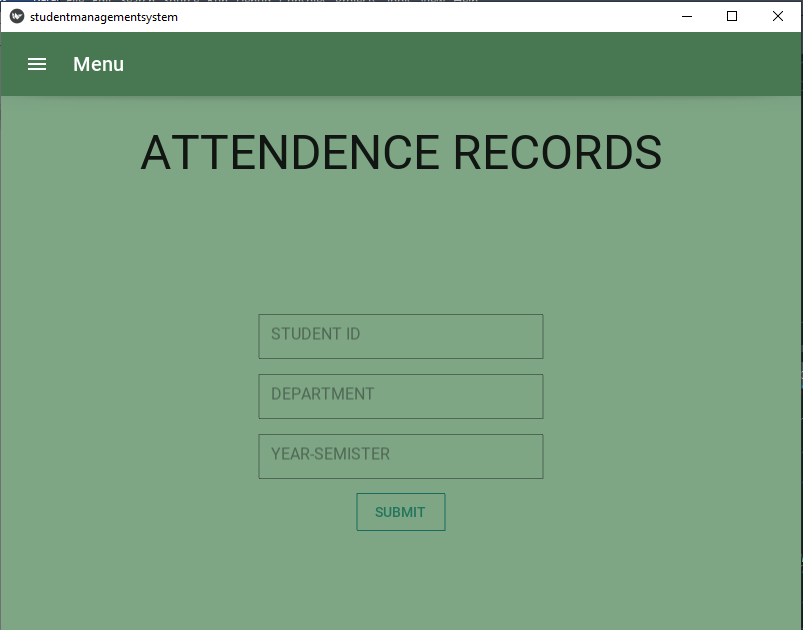 studentmanagementsystem
Menu
ATTENDENCE RECORDS
STUDENT ID
DEPARTMENT
YEAR-SEMISTER
SUBMIT